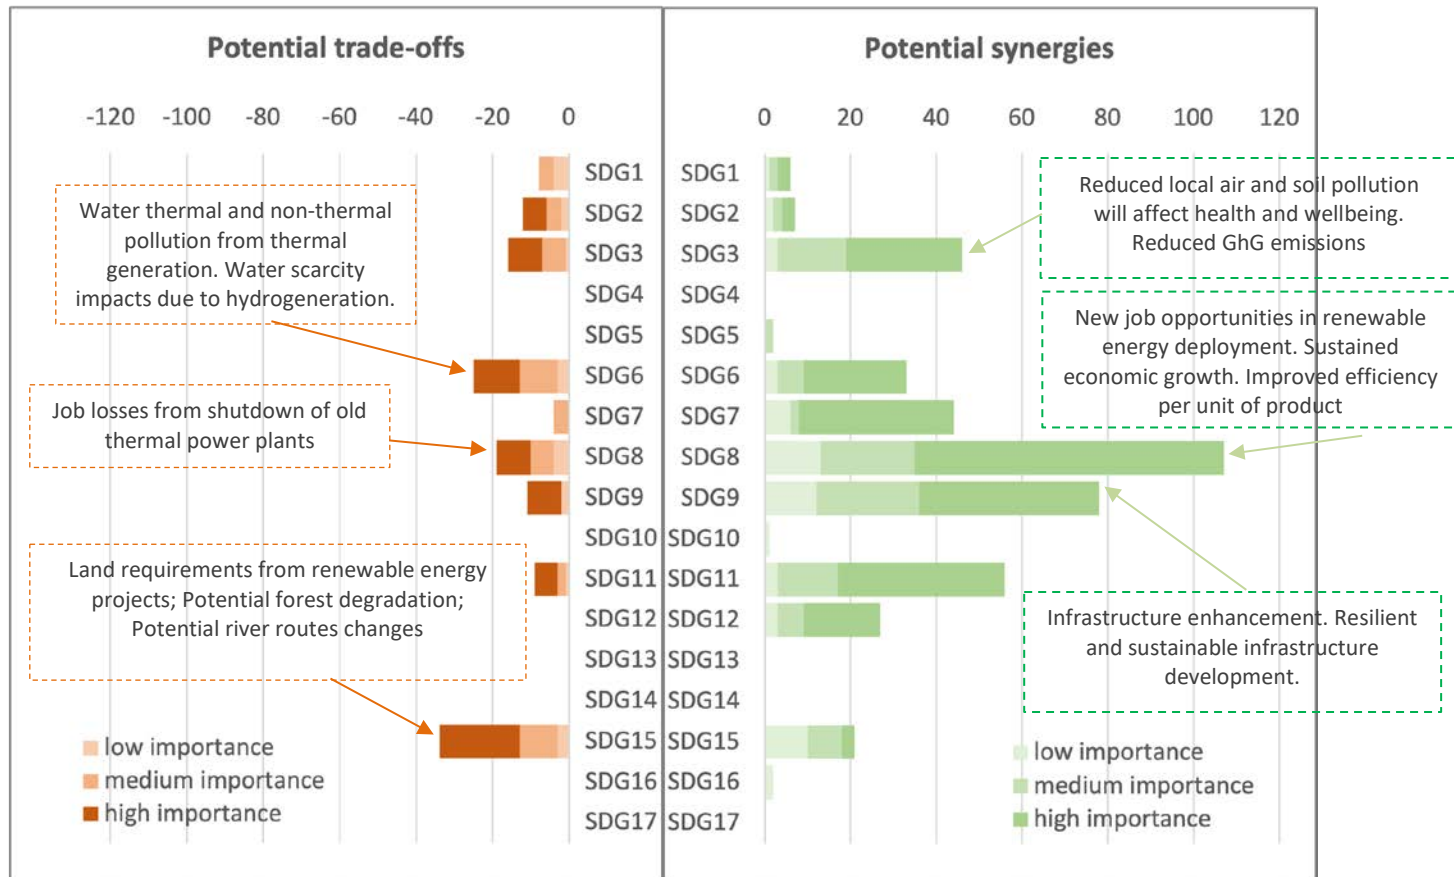 Potential trade-offs
-120 -100 -80 -60 -40 -20 0
Water thermal and non-thermal
pollution from thermal
generation. Water scarcity
impacts due to hydrogeneration.
Job losses from shutdown of old
thermal power plants
Land requirements from renewable energy
projects; Potential forest degradation;
Potential river routes changes
SDG1
SDG2
SDG3
SDG4
SDG5
SDG6
SDG7
SDG8
SDG9
SDG10
SDG11
SDG12
SDG13
SDG14
SDG15
SDG16
SDG17
low importance
medium importance
high importance
Potential synergies
0 20 40 60 80 100 120
SDG1
SDG2
SDG3
SDG4
SDG5
SDG6
SDG7
SDG8
SDG9
SDG10
SDG11
SDG12
SDG13
SDG14
SDG15
SDG16
SDG17
Reduced local air and soil pollution
will affect health and wellbeing.
Reduced GhG emissions
New job opportunities in renewable
energy deployment. Sustained
economic growth. Improved efficiency
per unit of product
Infrastructure enhancement. Resilient
and sustainable infrastructure
development.
low importance
medium importance
high importance